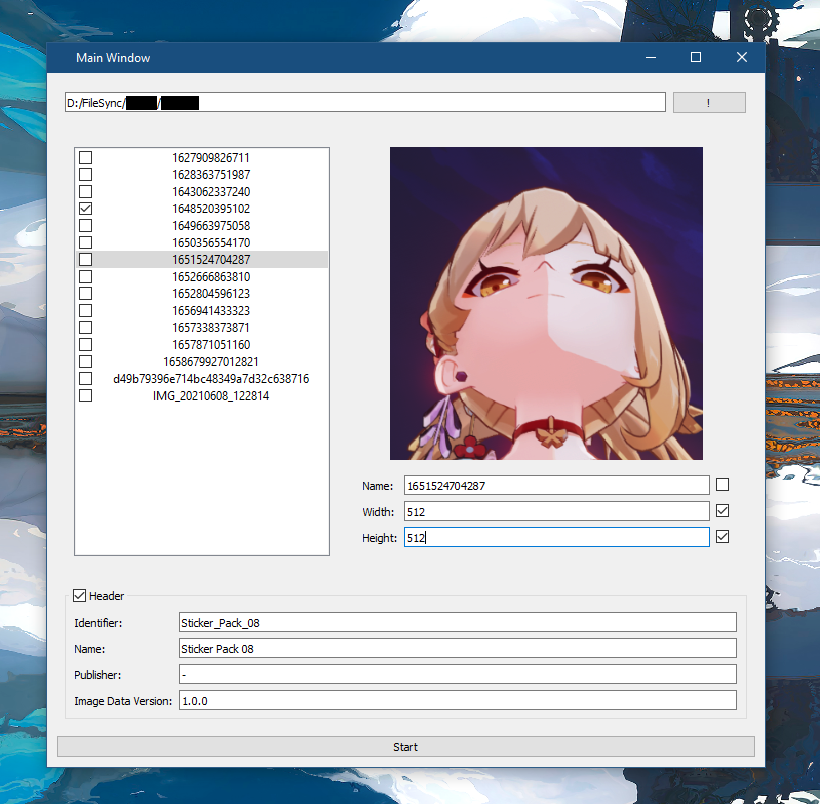 Main Window
D:/FileSync/ /
!
1627909826711
1628363751987
1643062337240
1648520395102
1649663975058
1650356554170
1651524704287
1652666863810
1652804596123
1656941433323
1657338373871
1657871051160
1658679927012821
d49b79396e714bc48349a7d32c638716
IMG_20210608_122814
Name: 1651524704287
Width: 512
Height: 512
Header
Identifier: Sticker_Pack_08
Name: Sticker Pack 08
Publisher: -
Image Data Version: 1.0.0
Start